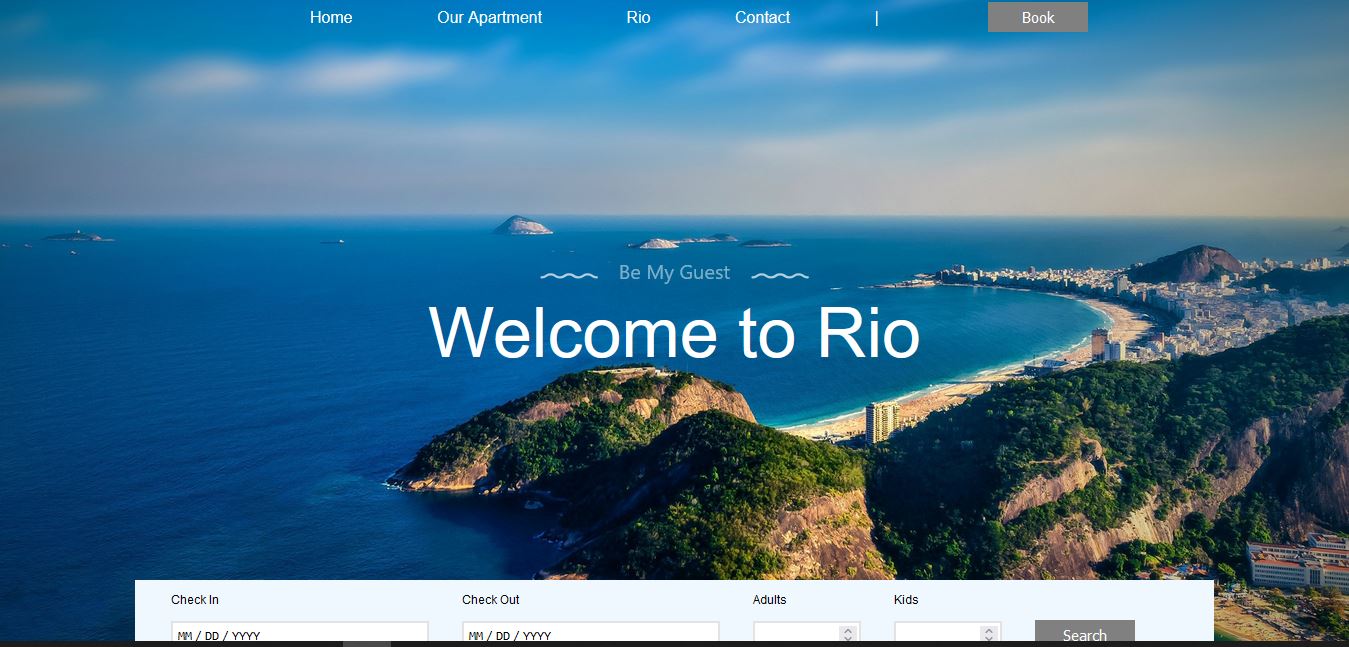 Home Our Apartment Rio Contact | Book
Be My Guest
Welcome to Rio
Check In Check Out Adults Kids
MM / DD / YYYY MM / DD / YYYY Search